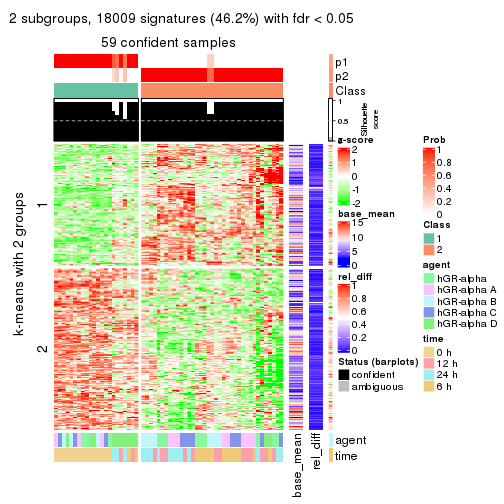 2 subgroups, 18009 signatures (46.2%) with fdr < 0.05
59 confident samples
p1
p2
Class
1
0.5
0
Silhouette
score
k-means with 2 groups
1
2
agent
time
base_mean
rel_diff
z-score
2
1
0
-1
-2
base_mean
15
10
5
0
rel_diff
1
0.8
0.6
0.4
0.2
0
Status (barplots)
confident
ambiguous
Prob
1
0.8
0.6
0.4
0.2
0
Class
1
2
agent
hGR-alpha
hGR-alpha A
hGR-alpha B
hGR-alpha C
hGR-alpha D
time
0 h
12 h
24 h
6 h